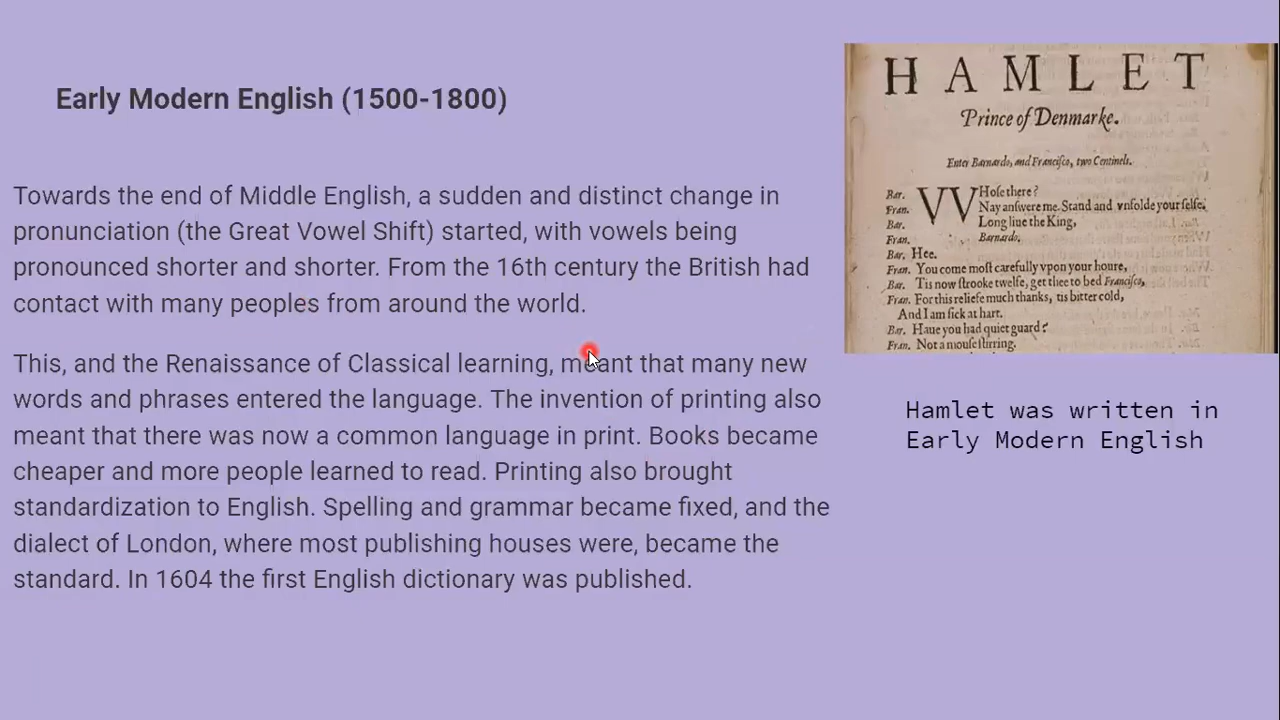 Early Modern English (1500-1800)
Towards the end of Middle English, a sudden and distinct change in
pronunciation (the Great Vowel Shift) started, with vowels being
pronounced shorter and shorter. From the 16th century the British had
contact with many peoples from around the world.
This, and the Renaissance of Classical learning, meant that many new
words and phrases entered the language. The invention of printing also
meant that there was now a common language in print. Books became
cheaper and more people learned to read. Printing also brought
standardization to English. Spelling and grammar became fixed, and the
dialect of London, where most publishing houses were, became the
standard. In 1604 the first English dictionary was published.
HAMLET
Prince of Denmarke.
Enter Barnardo, and Francisco, two Centinels.
Bar. VVHose there?
Fran. Nay answere me. Stand and vnfolde your selfe.
Bar. Long liue the King,
Fran. Barnardo.
Bar. Hee.
Fran. You come most carefully vpon your houre,
Bar. Tis now strooke twelfe, get thee to bed Francisco,
Fran. For this reliefe much thanks, tis bitter cold,
And I am sick at hart.
Bar. Haue you had quiet guard?
Fran. Not a mouse stirring.
Hamlet was written in
Early Modern English